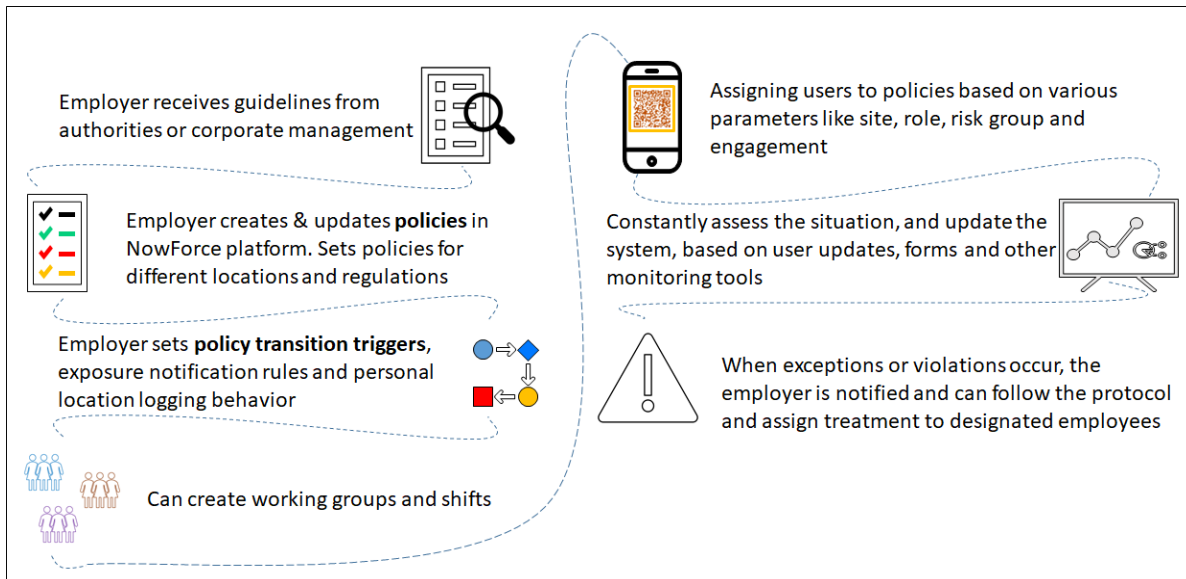 Employer receives guidelines from
authorities or corporate management
Employer creates & updates policies in
NowForce platform. Sets policies for
different locations and regulations
Employer sets policy transition triggers,
exposure notification rules and personal
location logging behavior
Can create working groups and shifts
Assigning users to policies based on various
parameters like site, role, risk group and
engagement
Constantly assess the situation, and update the
system, based on user updates, forms and other
monitoring tools
When exceptions or violations occur, the
employer is notified and can follow the protocol
and assign treatment to designated employees